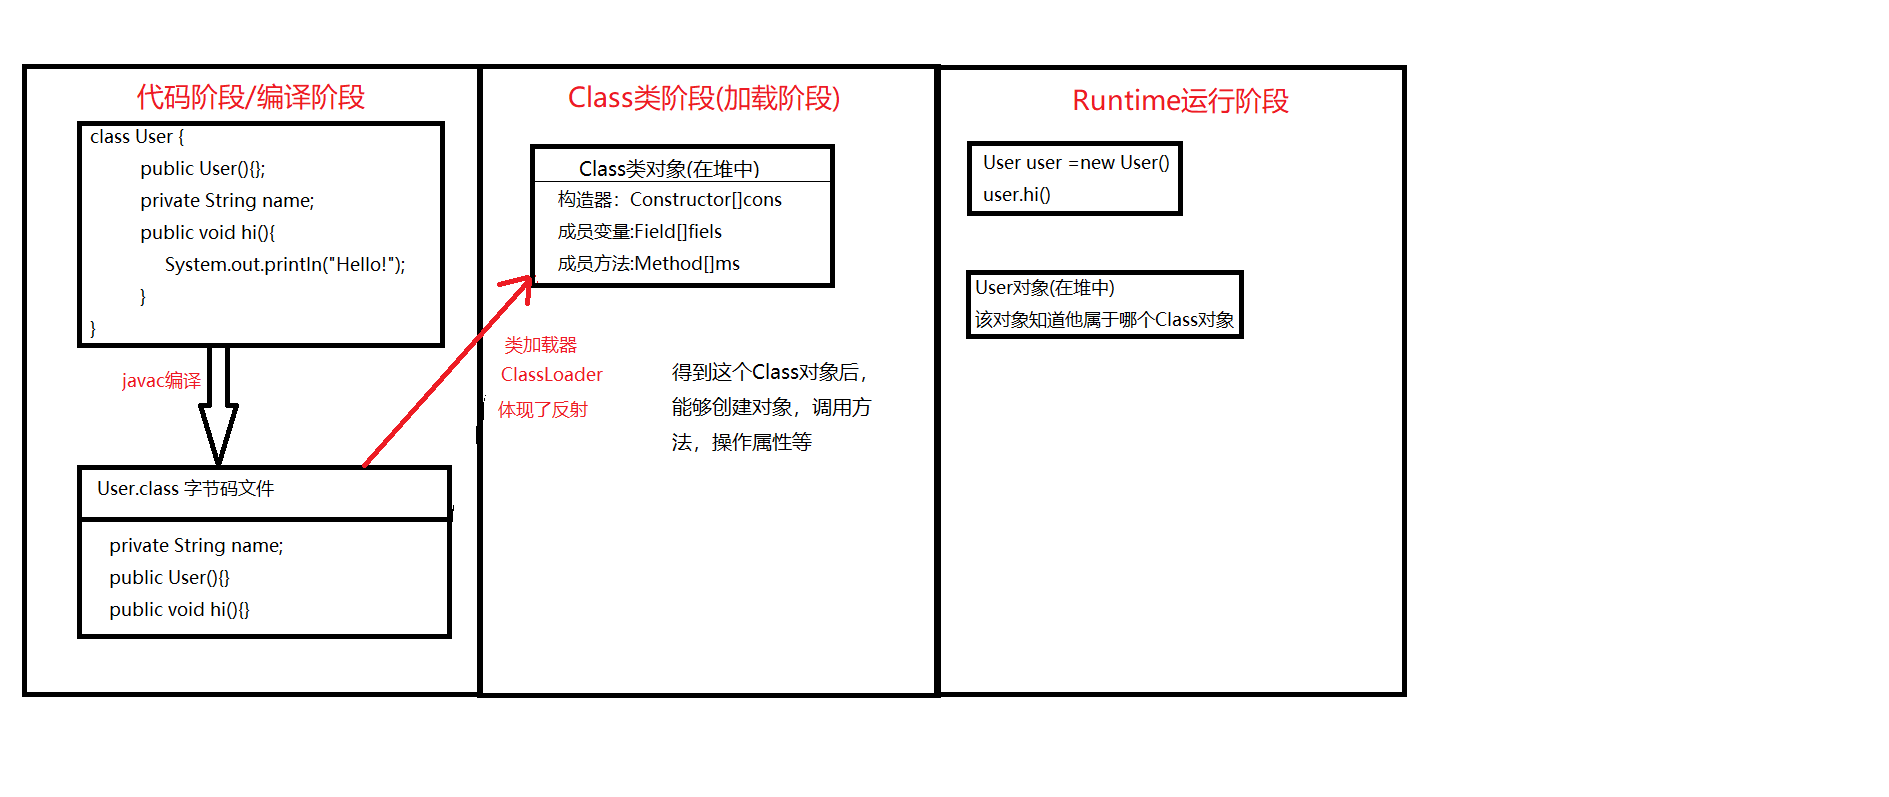 代码阶段/编译阶段
class User {
public User(){};
private String name;
public void hi(){
System.out.println("Hello!");
}
}
javac编译
User.class 字节码文件
private String name;
public User(){}
public void hi(){}
Class类阶段(加载阶段)
Class类对象(在堆中)
构造器：Constructor[]cons
成员变量:Field[]fiels
成员方法:Method[]ms
类加载器
ClassLoader
体现了反射
得到这个Class对象后，
能够创建对象，调用方
法，操作属性等
Runtime运行阶段
User user =new User()
user.hi()
User对象(在堆中)
该对象知道他属于哪个Class对象